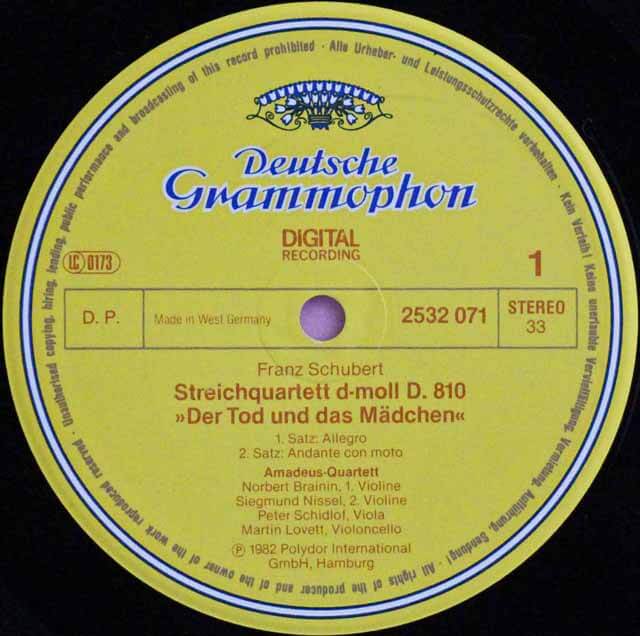 Deutsche
Grammophon
DIGITAL
RECORDING
LC 0173
1
D. P.
Made in West Germany
2532 071
STEREO
33
Franz Schubert
Streichquartett d-moll D. 810
»Der Tod und das Mädchen«
1. Satz: Allegro
2. Satz: Andante con moto
Amadeus-Quartett
Norbert Brainin, 1. Violine
Siegmund Nissel, 2. Violine
Peter Schidlof, Viola
Martin Lovett, Violoncello
Ⓟ 1982 Polydor International
GmbH, Hamburg
Alle Urheber- und Leistungsschutzrechte vorbehalten · Kein Verleih! Keine unerlaubte Vervielfältigung, Vermietung, Aufführung, Sendung! · All rights of the producer and of the owner of the work reproduced reserved · Unauthorised copying, hiring, lending, public performance and broadcasting of this record prohibited ·